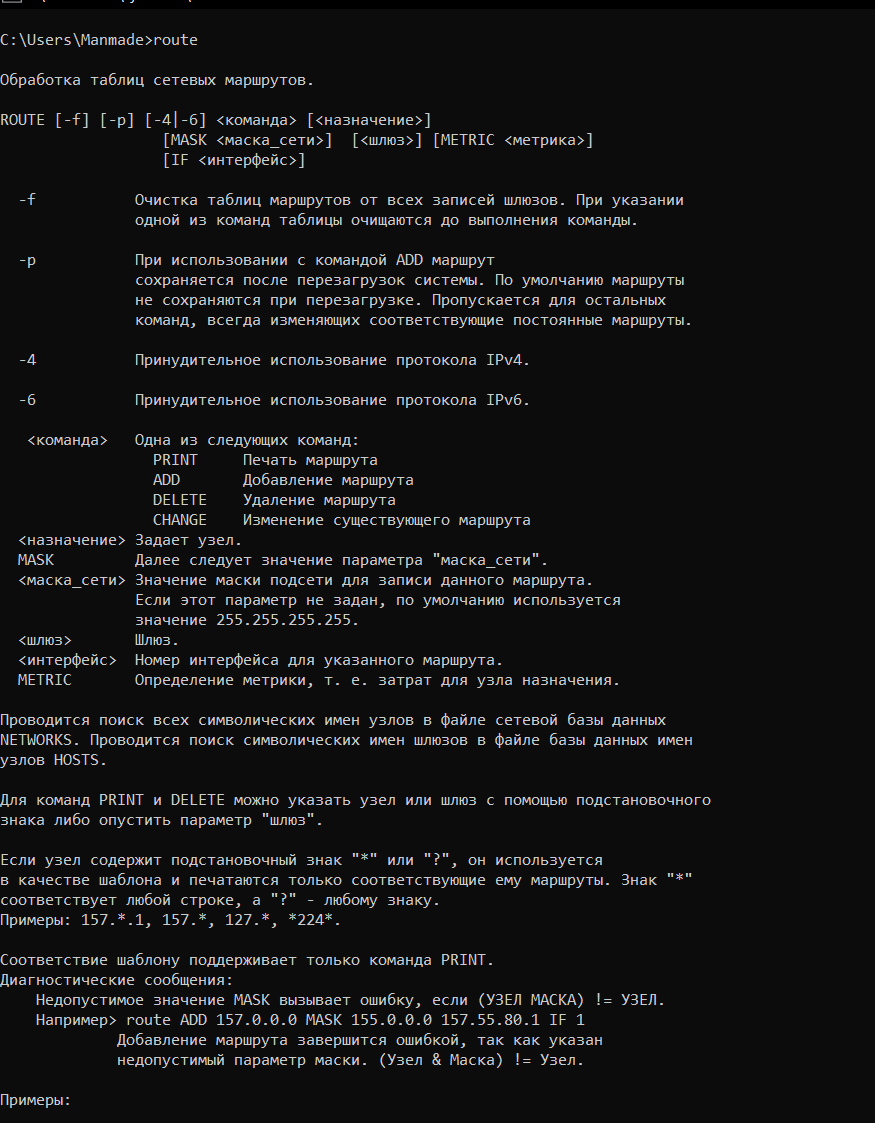 C:\Users\Manmade>route
Обработка таблиц сетевых маршрутов.
ROUTE [-f] [-p] [-4|-6] <команда> [<назначение>]
[MASK <маска_сети>]  [<шлюз>] [METRIC <метрика>]
[IF <интерфейс>]
-f           Очистка таблиц маршрутов от всех записей шлюзов. При указании
одной из команд таблицы очищаются до выполнения команды.
-p           При использовании с командой ADD маршрут
сохраняется после перезагрузок системы. По умолчанию маршруты
не сохраняются при перезагрузке. Пропускается для остальных
команд, всегда изменяющих соответствующие постоянные маршруты.
-4           Принудительное использование протокола IPv4.
-6           Принудительное использование протокола IPv6.
<команда>   Одна из следующих команд:
PRINT     Печать маршрута
ADD       Добавление маршрута
DELETE    Удаление маршрута
CHANGE    Изменение существующего маршрута
<назначение> Задает узел.
MASK         Далее следует значение параметра "маска_сети".
<маска_сети> Значение маски подсети для записи данного маршрута.
Если этот параметр не задан, по умолчанию используется
значение 255.255.255.255.
<шлюз>       Шлюз.
<интерфейс>  Номер интерфейса для указанного маршрута.
METRIC       Определение метрики, т. е. затрат для узла назначения.
Проводится поиск всех символических имен узлов в файле сетевой базы данных
NETWORKS. Проводится поиск символических имен шлюзов в файле базы данных имен
узлов HOSTS.
Для команд PRINT и DELETE можно указать узел или шлюз с помощью подстановочного
знака либо опустить параметр "шлюз".
Если узел содержит подстановочный знак "*" или "?", он используется
в качестве шаблона и печатаются только соответствующие ему маршруты. Знак "*"
соответствует любой строке, а "?" - любому знаку.
Примеры: 157.*.1, 157.*, 127.*, *224*.
Соответствие шаблону поддерживает только команда PRINT.
Диагностические сообщения:
Недопустимое значение MASK вызывает ошибку, если (УЗЕЛ МАСКА) != УЗЕЛ.
Например> route ADD 157.0.0.0 MASK 155.0.0.0 157.55.80.1 IF 1
Добавление маршрута завершится ошибкой, так как указан
недопустимый параметр маски. (Узел & Маска) != Узел.
Примеры: